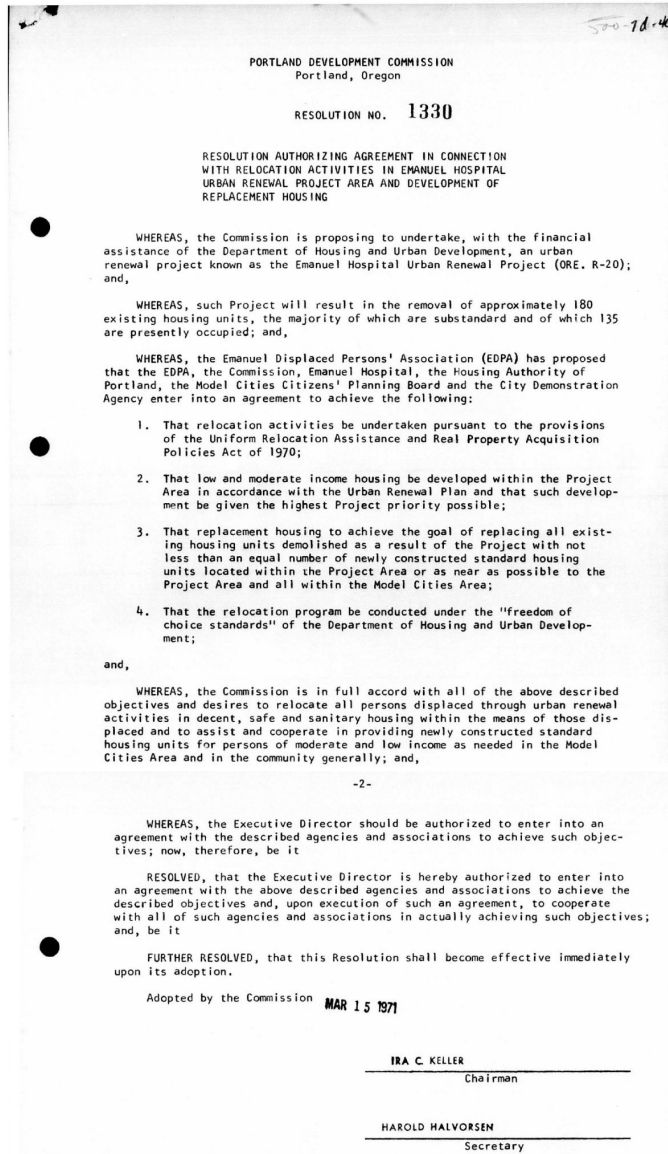 500-7d-40
PORTLAND DEVELOPMENT COMMISSION
Portland, Oregon
RESOLUTION NO. 1330
RESOLUTION AUTHORIZING AGREEMENT IN CONNECTION
WITH RELOCATION ACTIVITIES IN EMANUEL HOSPITAL
URBAN RENEWAL PROJECT AREA AND DEVELOPMENT OF
REPLACEMENT HOUSING
WHEREAS, the Commission is proposing to undertake, with the financial
assistance of the Department of Housing and Urban Development, an urban
renewal project known as the Emanuel Hospital Urban Renewal Project (ORE. R-20);
and,
WHEREAS, such Project will result in the removal of approximately 180
existing housing units, the majority of which are substandard and of which 135
are presently occupied; and,
WHEREAS, the Emanuel Displaced Persons' Association (EDPA) has proposed
that the EDPA, the Commission, Emanuel Hospital, the Housing Authority of
Portland, the Model Cities Citizens' Planning Board and the City Demonstration
Agency enter into an agreement to achieve the following:
1. That relocation activities be undertaken pursuant to the provisions
of the Uniform Relocation Assistance and Real Property Acquisition
Policies Act of 1970;
2. That low and moderate income housing be developed within the Project
Area in accordance with the Urban Renewal Plan and that such develop-
ment be given the highest Project priority possible;
3. That replacement housing to achieve the goal of replacing all exist-
ing housing units demolished as a result of the Project with not
less than an equal number of newly constructed standard housing
units located within the Project Area or as near as possible to the
Project Area and all within the Model Cities Area;
4. That the relocation program be conducted under the "freedom of
choice standards" of the Department of Housing and Urban Develop-
ment;
and,
WHEREAS, the Commission is in full accord with all of the above described
objectives and desires to relocate all persons displaced through urban renewal
activities in decent, safe and sanitary housing within the means of those dis-
placed and to assist and cooperate in providing newly constructed standard
housing units for persons of moderate and low income as needed in the Model
Cities Area and in the community generally; and,
-2-
WHEREAS, the Executive Director should be authorized to enter into an
agreement with the described agencies and associations to achieve such objec-
tives; now, therefore, be it
RESOLVED, that the Executive Director is hereby authorized to enter into
an agreement with the above described agencies and associations to achieve the
described objectives and, upon execution of such an agreement, to cooperate
with all of such agencies and associations in actually achieving such objectives;
and, be it
FURTHER RESOLVED, that this Resolution shall become effective immediately
upon its adoption.
Adopted by the Commission MAR 15 1971
IRA C. KELLER
Chairman
HAROLD HALVORSEN
Secretary